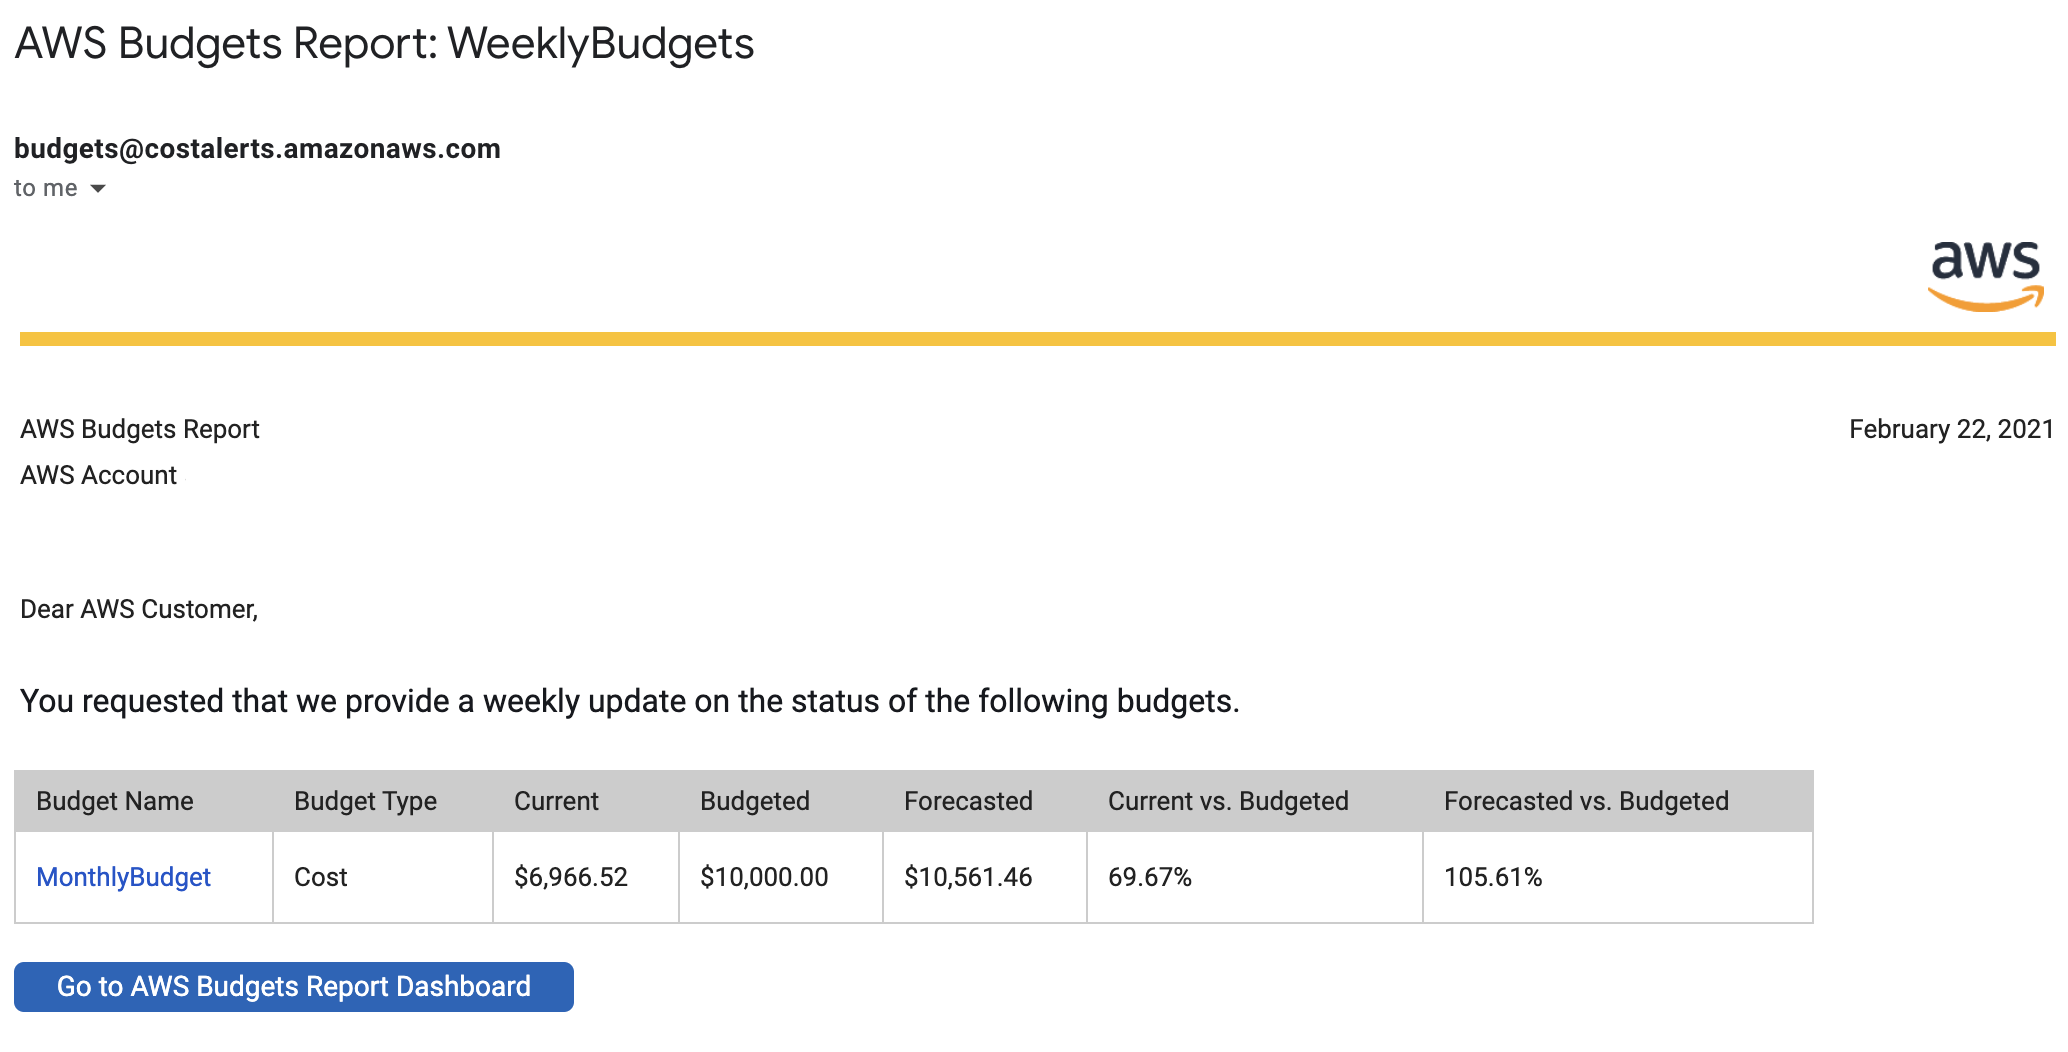 AWS Budgets Report: WeeklyBudgets
budgets@costalerts.amazonaws.com
to me
aws
AWS Budgets Report February 22, 2021
AWS Account
Dear AWS Customer,
You requested that we provide a weekly update on the status of the following budgets.
Budget Name Budget Type Current Budgeted Forecasted Current vs. Budgeted Forecasted vs. Budgeted
MonthlyBudget Cost $6,966.52 $10,000.00 $10,561.46 69.67% 105.61%
Go to AWS Budgets Report Dashboard